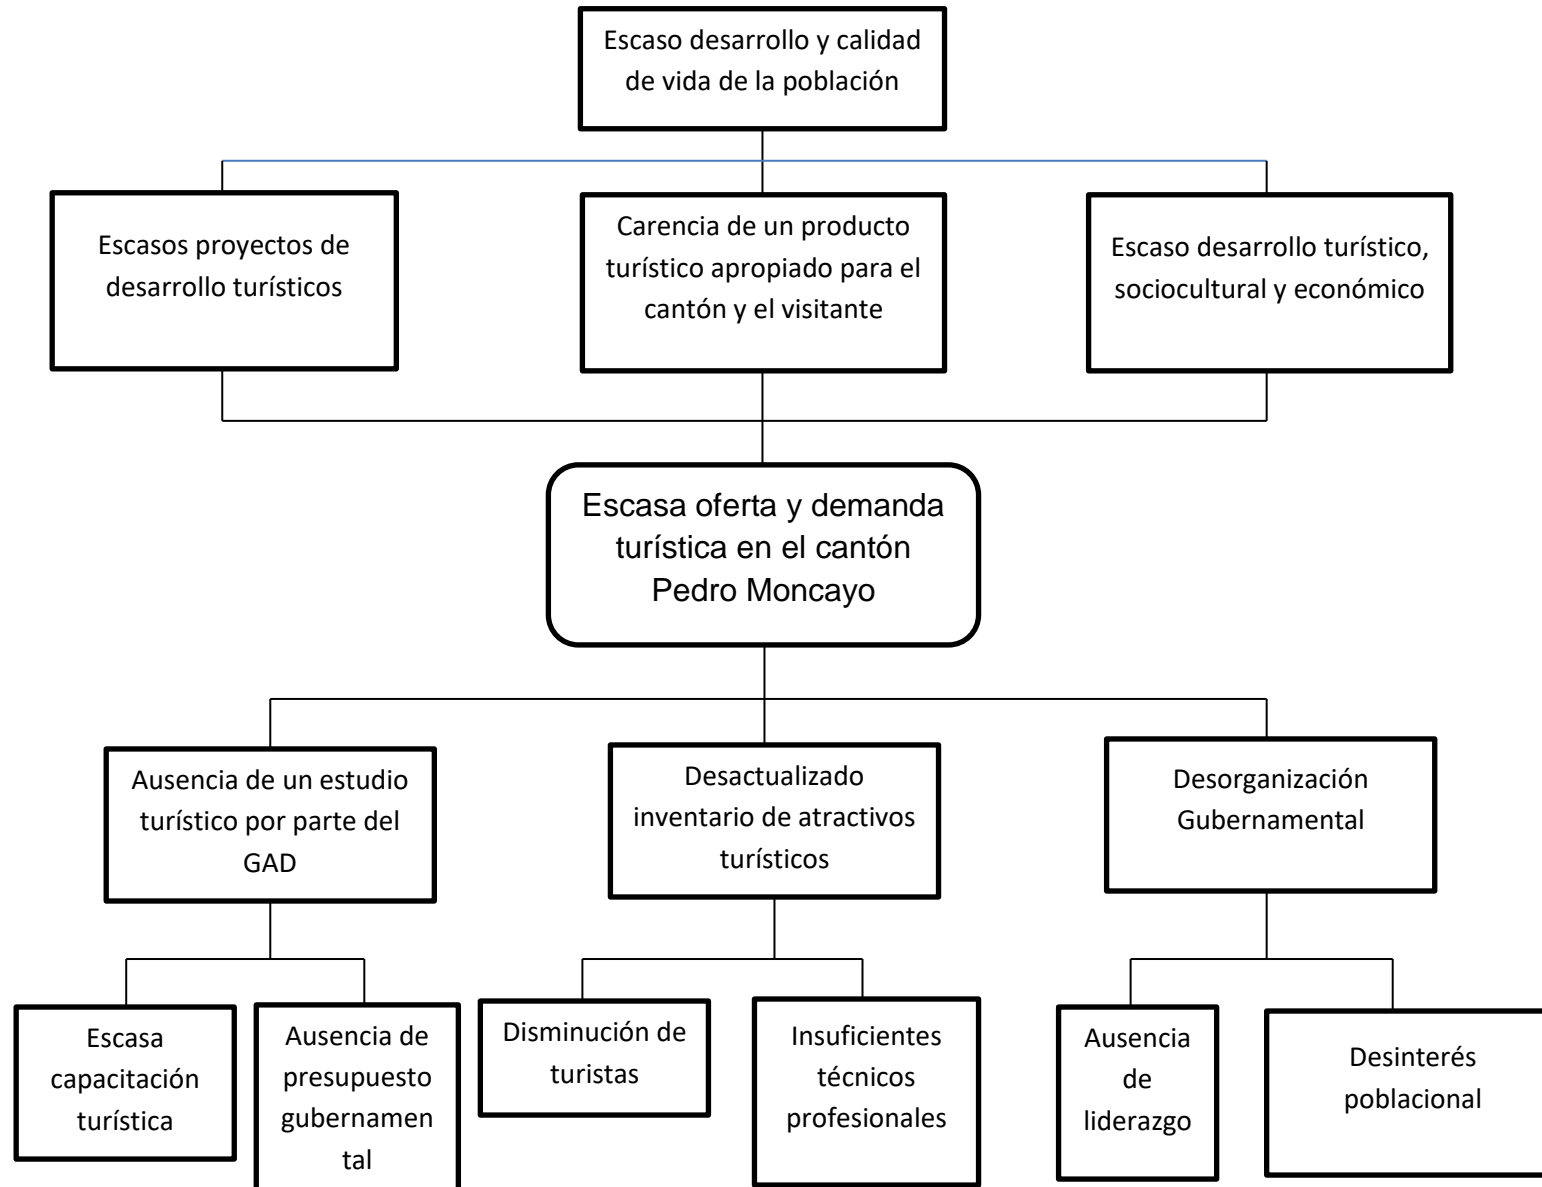 Escaso desarrollo y calidad
de vida de la población
Escasos proyectos de
desarrollo turísticos
Carencia de un producto
turístico apropiado para el
cantón y el visitante
Escaso desarrollo turístico,
sociocultural y económico
Escasa oferta y demanda
turística en el cantón
Pedro Moncayo
Ausencia de un estudio
turístico por parte del
GAD
Desactualizado
inventario de atractivos
turísticos
Desorganización
Gubernamental
Escasa
capacitación
turística
Ausencia de
presupuesto
gubernamen
tal
Disminución de
turistas
Insuficientes
técnicos
profesionales
Ausencia
de
liderazgo
Desinterés
poblacional